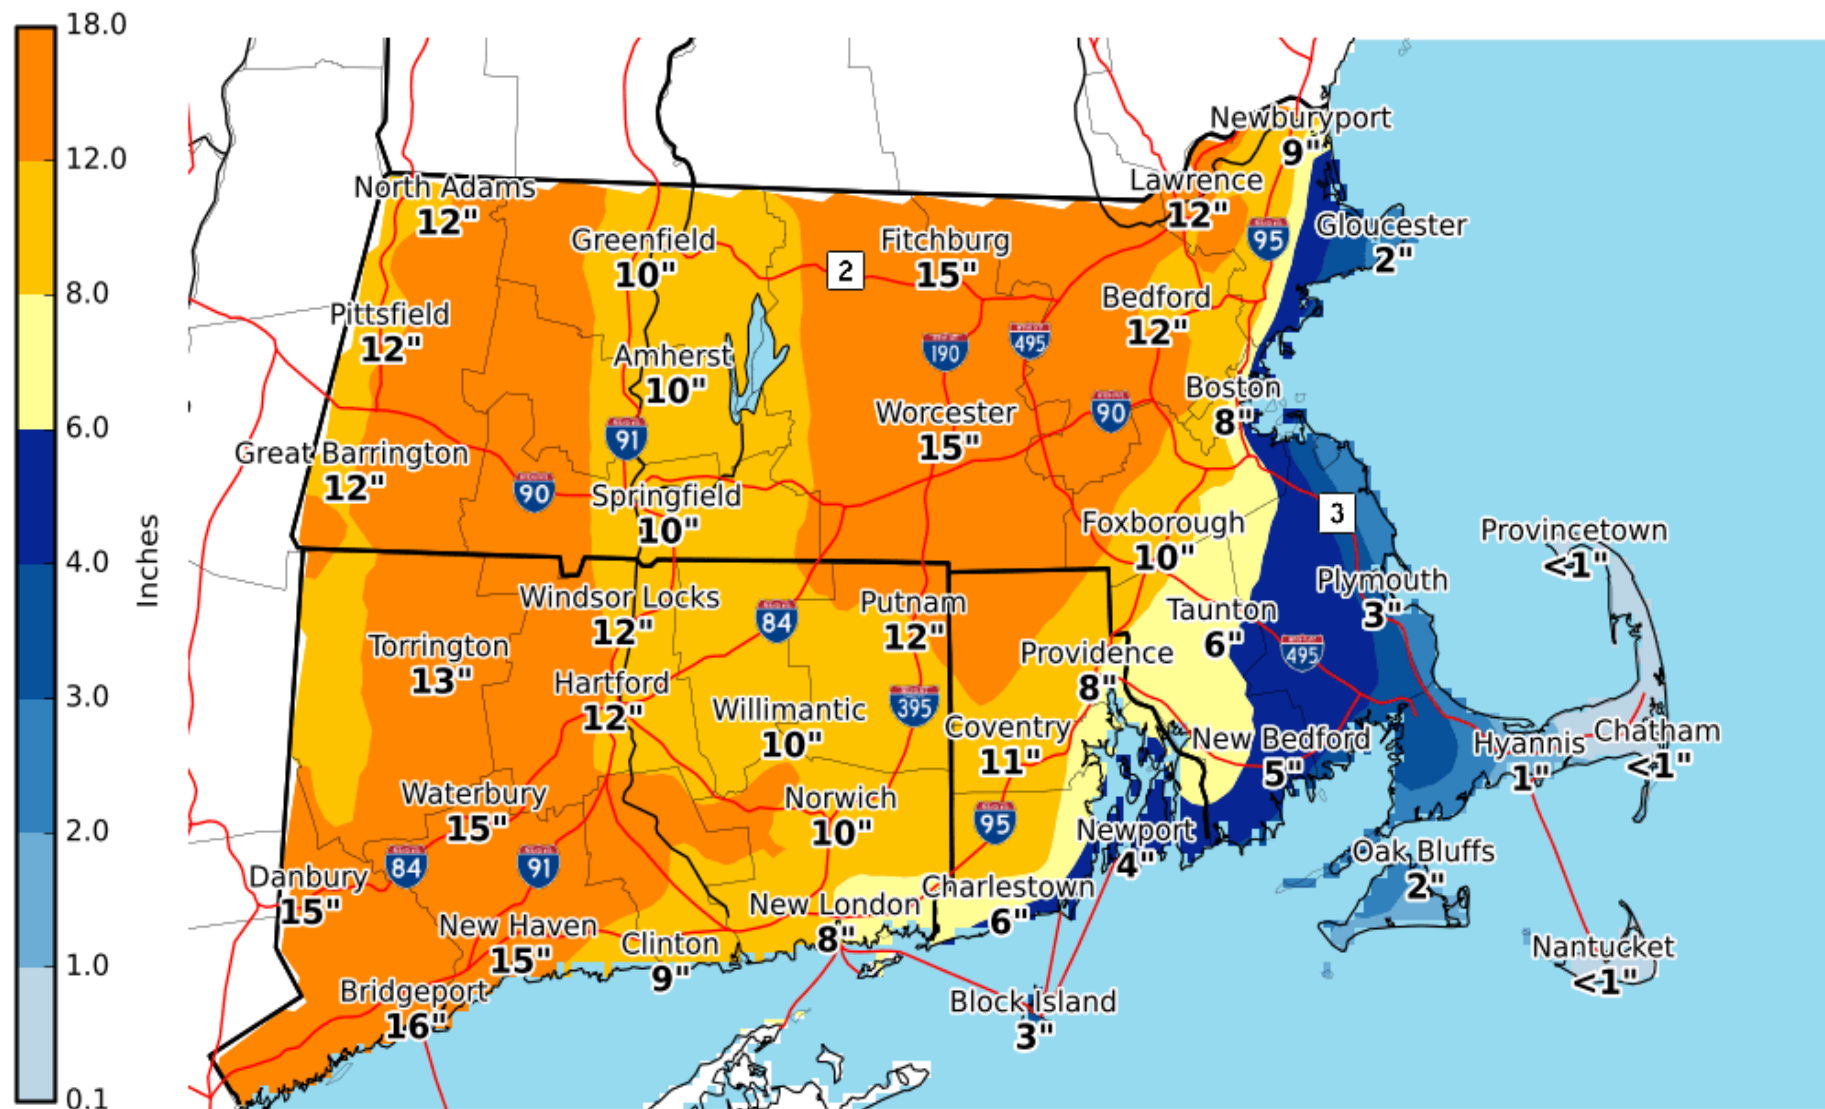 18.0
12.0
8.0
6.0
4.0
3.0
2.0
1.0
0.1
Inches
Newburyport
9"
North Adams
12"
Lawrence
12"
95
Gloucester
2"
Greenfield
10"
2
Fitchburg
15"
Pittsfield
12"
Bedford
12"
190
495
Amherst
10"
Boston
8"
91
Worcester
15"
90
Great Barrington
12"
90
Springfield
10"
3
Foxborough
10"
Provincetown
<1"
Windsor Locks
12"
84
Putnam
12"
Plymouth
3"
Taunton
6"
495
Torrington
13"
Providence
8"
Hartford
12"
Willimantic
10"
395
Coventry
11"
New Bedford
5"
Hyannis
1"
Chatham
<1"
Waterbury
15"
Norwich
10"
95
Newport
4"
84
91
Danbury
15"
Oak Bluffs
2"
New Haven
15"
Clinton
9"
New London
8"
Charlestown
6"
Nantucket
<1"
Bridgeport
16"
Block Island
3"